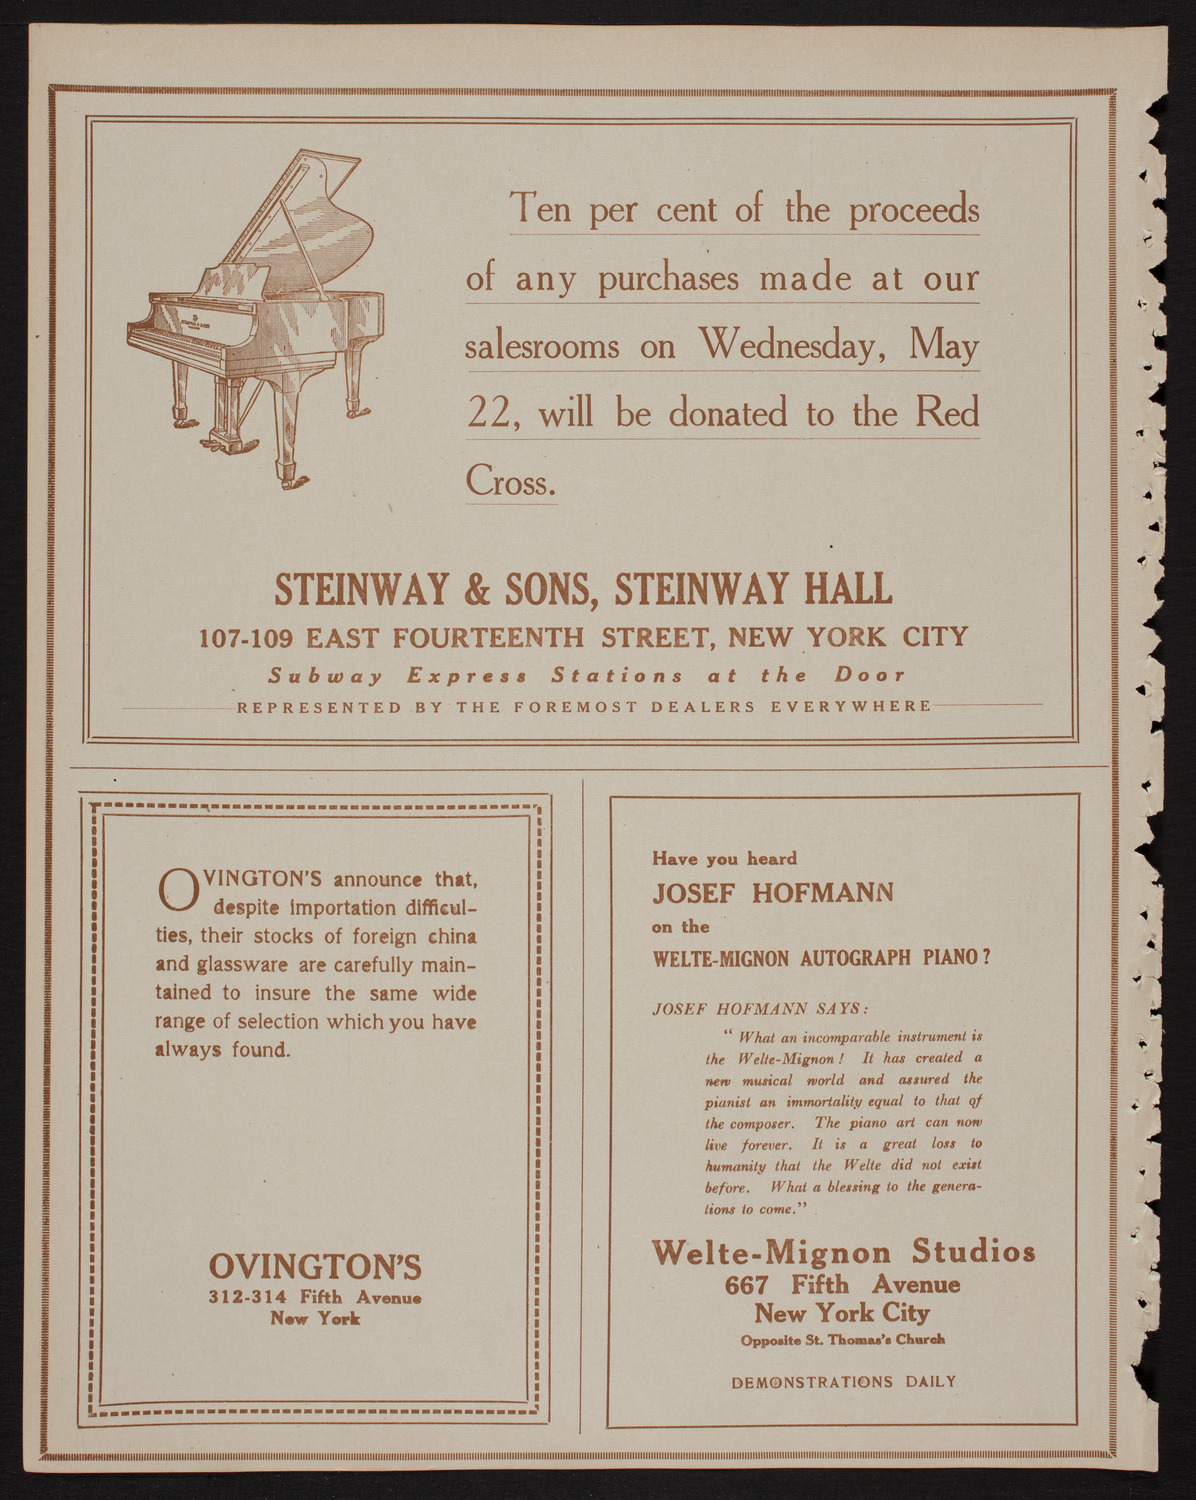 Ten per cent of the proceeds
of any purchases made at our
salesrooms on Wednesday, May
22, will be donated to the Red
Cross.
STEINWAY & SONS, STEINWAY HALL
107-109 EAST FOURTEENTH STREET, NEW YORK CITY
Subway Express Stations at the Door
REPRESENTED BY THE FOREMOST DEALERS EVERYWHERE
OVINGTON'S announce that,
despite importation difficul-
ties, their stocks of foreign china
and glassware are carefully main-
tained to insure the same wide
range of selection which you have
always found.
OVINGTON'S
312-314 Fifth Avenue
New York
Have you heard
JOSEF HOFMANN
on the
WELTE-MIGNON AUTOGRAPH PIANO?
JOSEF HOFMANN SAYS:
"What an incomparable instrument is
the Welte-Mignon! It has created a
new musical world and assured the
pianist an immortality equal to that of
the composer. The piano art can now
live forever. It is a great loss to
humanity that the Welte did not exist
before. What a blessing to the genera-
tions to come."
Welte-Mignon Studios
667 Fifth Avenue
New York City
Opposite St. Thomas's Church
DEMONSTRATIONS DAILY